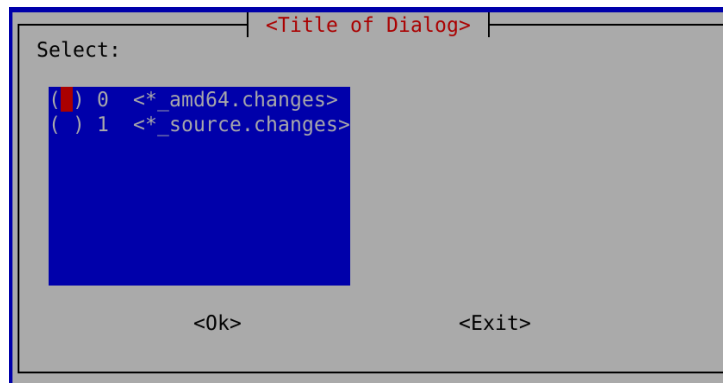 <Title of Dialog>
Select:
( ) 0 <*_amd64.changes>
( ) 1 <*_source.changes>
<Ok> <Exit>